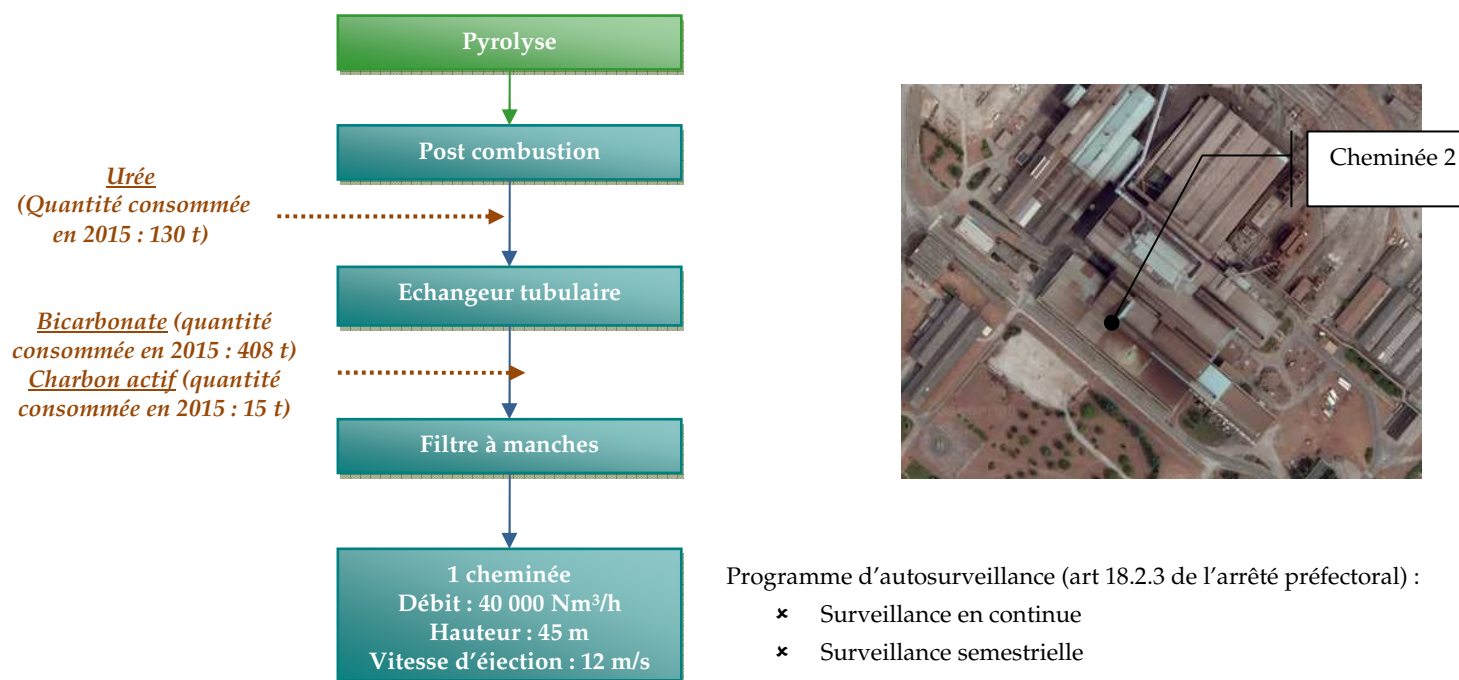 Pyrolyse
Post combustion
Urée
(Quantité consommée
en 2015 : 130 t)
Echangeur tubulaire
Bicarbonate (quantité
consommée en 2015 : 408 t)
Charbon actif (quantité
consommée en 2015 : 15 t)
Filtre à manches
1 cheminée
Débit : 40 000 Nm³/h
Hauteur : 45 m
Vitesse d’éjection : 12 m/s
Cheminée 2
Programme d’autosurveillance (art 18.2.3 de l’arrêté préfectoral) :
× Surveillance en continue
× Surveillance semestrielle